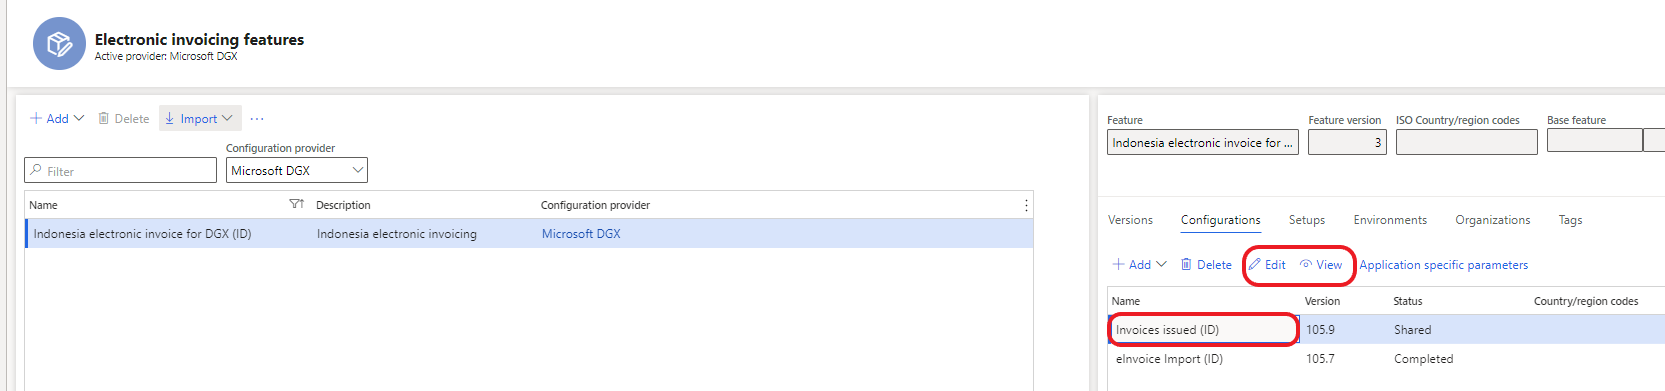 Electronic invoicing features
Active provider: Microsoft DGX
Add
Delete
Import
Configuration provider
Filter
Microsoft DGX
Name
Description
Configuration provider
Indonesia electronic invoice for DGX (ID)
Indonesia electronic invoicing
Microsoft DGX
Feature
Feature version
ISO Country/region codes
Base feature
Indonesia electronic invoice for ...
3
Versions
Configurations
Setups
Environments
Organizations
Tags
Add
Delete
Edit
View
Application specific parameters
Name
Version
Status
Country/region codes
Invoices issued (ID)
105.9
Shared
eInvoice Import (ID)
105.7
Completed